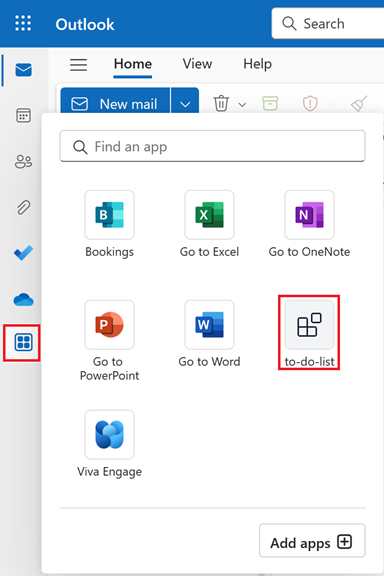 Outlook
Search
Home View Help
New mail
Find an app
B X N
Bookings Go to Excel Go to OneNote
P W
Go to Go to Word to-do-list
PowerPoint
Viva Engage
Add apps